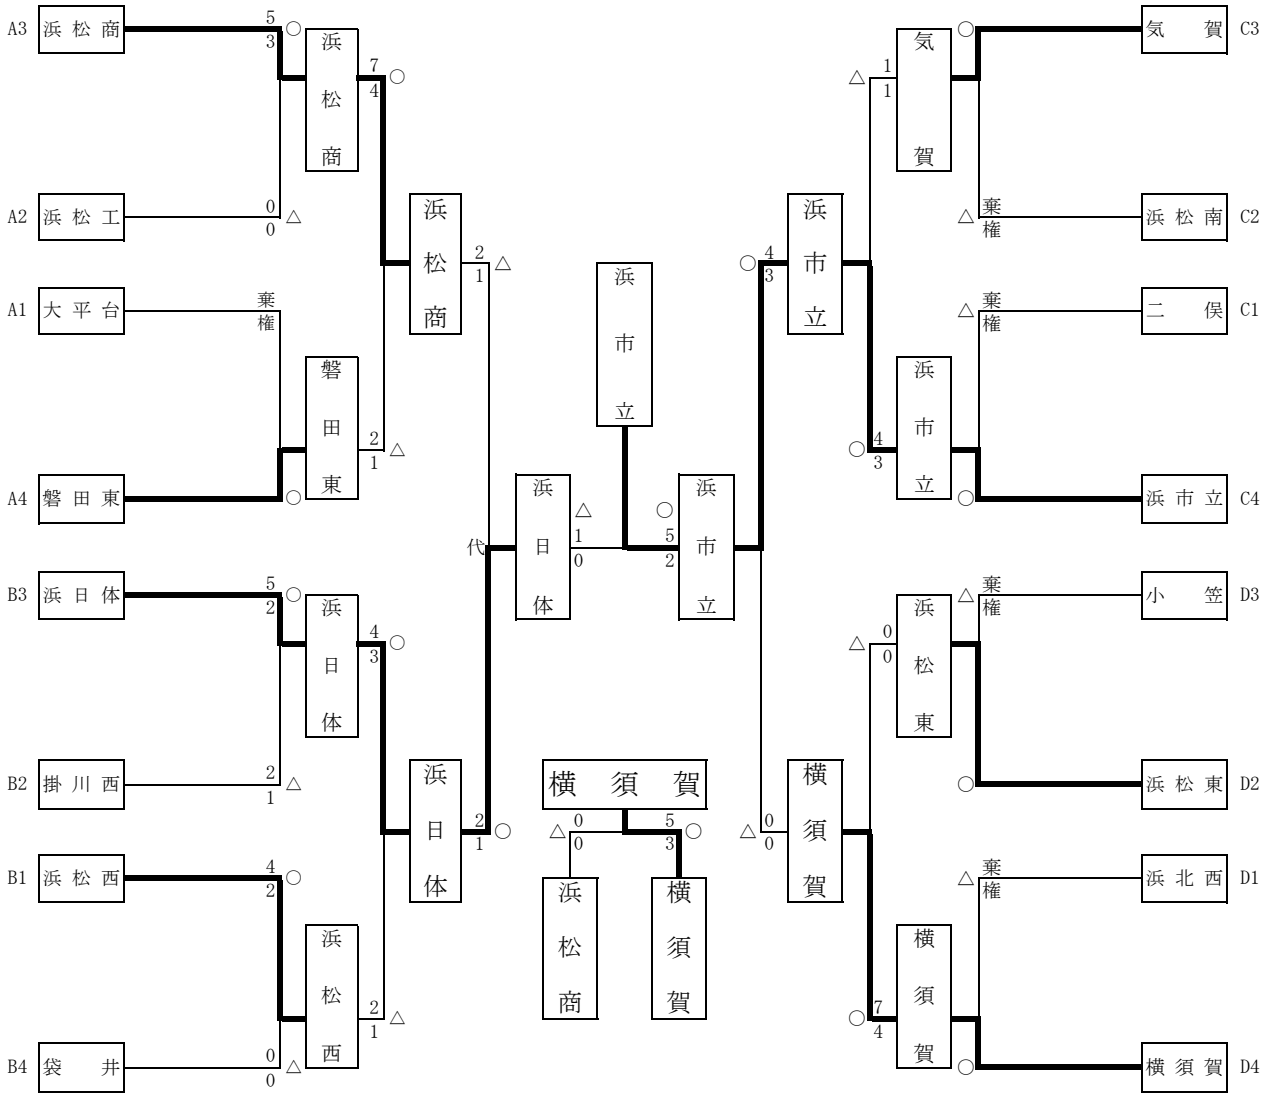 A3 浜松商 5 3 ○
浜松商
7 4 ○
A2 浜松工 0 0 △
浜松商
2 1 △
A1 大平台 棄権
磐田東
2 1 △
A4 磐田東 ○
代
浜日体
△ 1 0
B3 浜日体 5 2 ○
浜日体
4 3 ○
B2 掛川西 2 1 △
浜日体
2 1 ○
B1 浜松西 4 2 ○
浜松西
2 1 △
B4 袋井 0 0 △
浜市立
横須賀
△ 0 0
5 3 ○
浜松商
横須賀
○ 5 2
浜市立
○ 4 3
浜市立
△ 1 1
気賀
○ 気賀 C3
△ 棄権 浜松南 C2
△ 棄権 二俣 C1
○ 4 3
浜市立
○ 浜市立 C4
△ 棄権 小笠 D3
△ 0 0
浜松東
○ 浜松東 D2
△ 0 0
横須賀
△ 棄権 浜北西 D1
○ 7 4
横須賀
○ 横須賀 D4